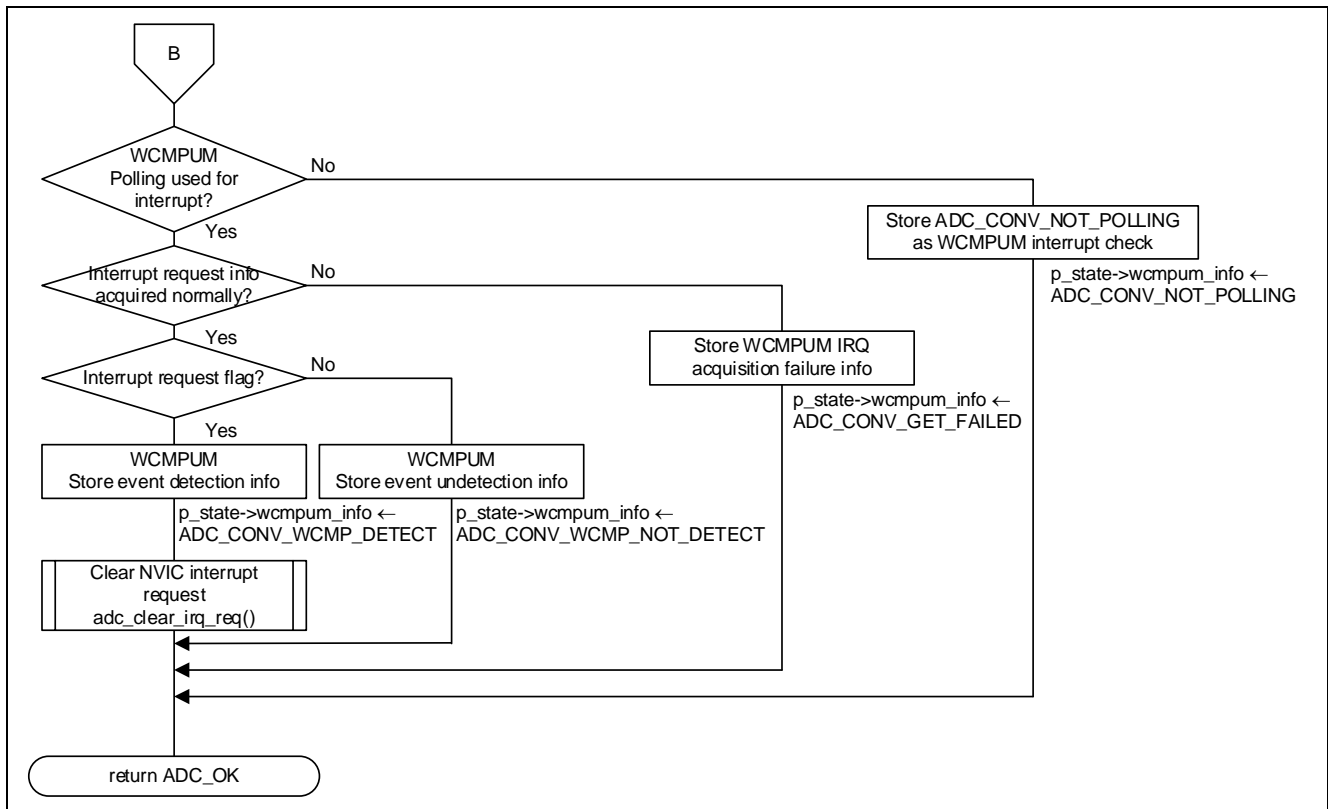 B
WCMPUM
Polling used for
interrupt?
No
Yes
Store ADC_CONV_NOT_POLLING
as WCMPUM interrupt check
p_state->wcmpum_info ←
ADC_CONV_NOT_POLLING
Interrupt request info
acquired normally?
No
Yes
Store WCMPUM IRQ
acquisition failure info
p_state->wcmpum_info ←
ADC_CONV_GET_FAILED
Interrupt request flag?
No
Yes
WCMPUM
Store event detection info
p_state->wcmpum_info ←
ADC_CONV_WCMP_DETECT
WCMPUM
Store event undetection info
p_state->wcmpum_info ←
ADC_CONV_WCMP_NOT_DETECT
Clear NVIC interrupt
request
adc_clear_irq_req()
return ADC_OK